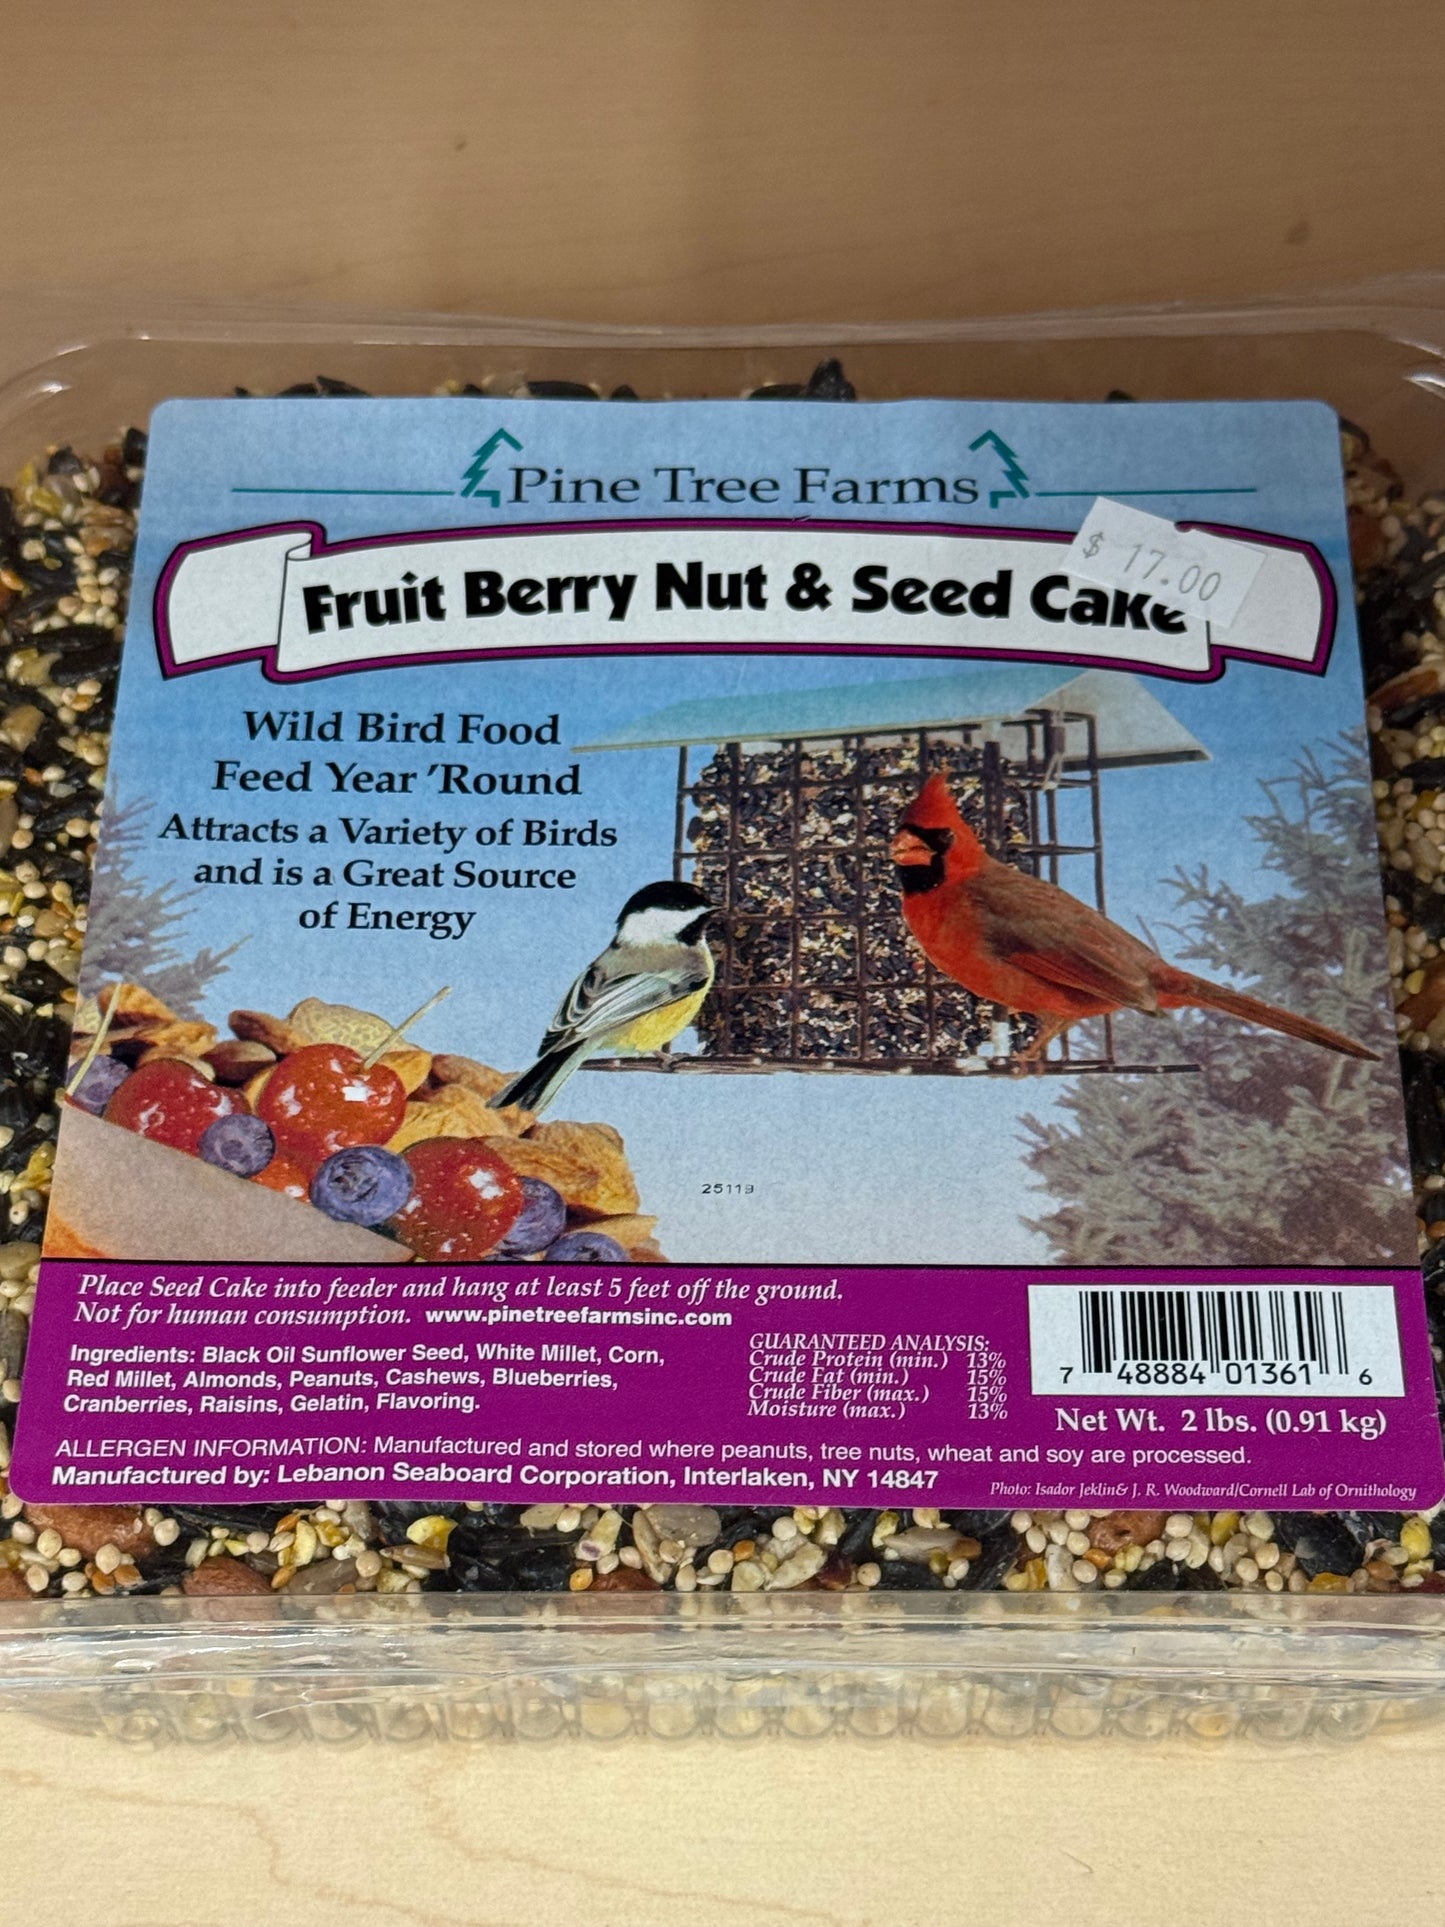 Pine Tree Farms
$ 17.00
Fruit Berry Nut & Seed Cake
Wild Bird Food
Feed Year ’Round
Attracts a Variety of Birds
and is a Great Source
of Energy
25119
Place Seed Cake into feeder and hang at least 5 feet off the ground.
Not for human consumption. www.pinetreefarmsinc.com
Ingredients: Black Oil Sunflower Seed, White Millet, Corn,
Red Millet, Almonds, Peanuts, Cashews, Blueberries,
Cranberries, Raisins, Gelatin, Flavoring.
GUARANTEED ANALYSIS:
Crude Protein (min.) 13%
Crude Fat (min.) 15%
Crude Fiber (max.) 15%
Moisture (max.) 13%
7 48884 01361 6
Net Wt. 2 lbs. (0.91 kg)
ALLERGEN INFORMATION: Manufactured and stored where peanuts, tree nuts, wheat and soy are processed.
Manufactured by: Lebanon Seaboard Corporation, Interlaken, NY 14847
Photo: Isador Jeklin& J. R. Woodward/Cornell Lab of Ornithology